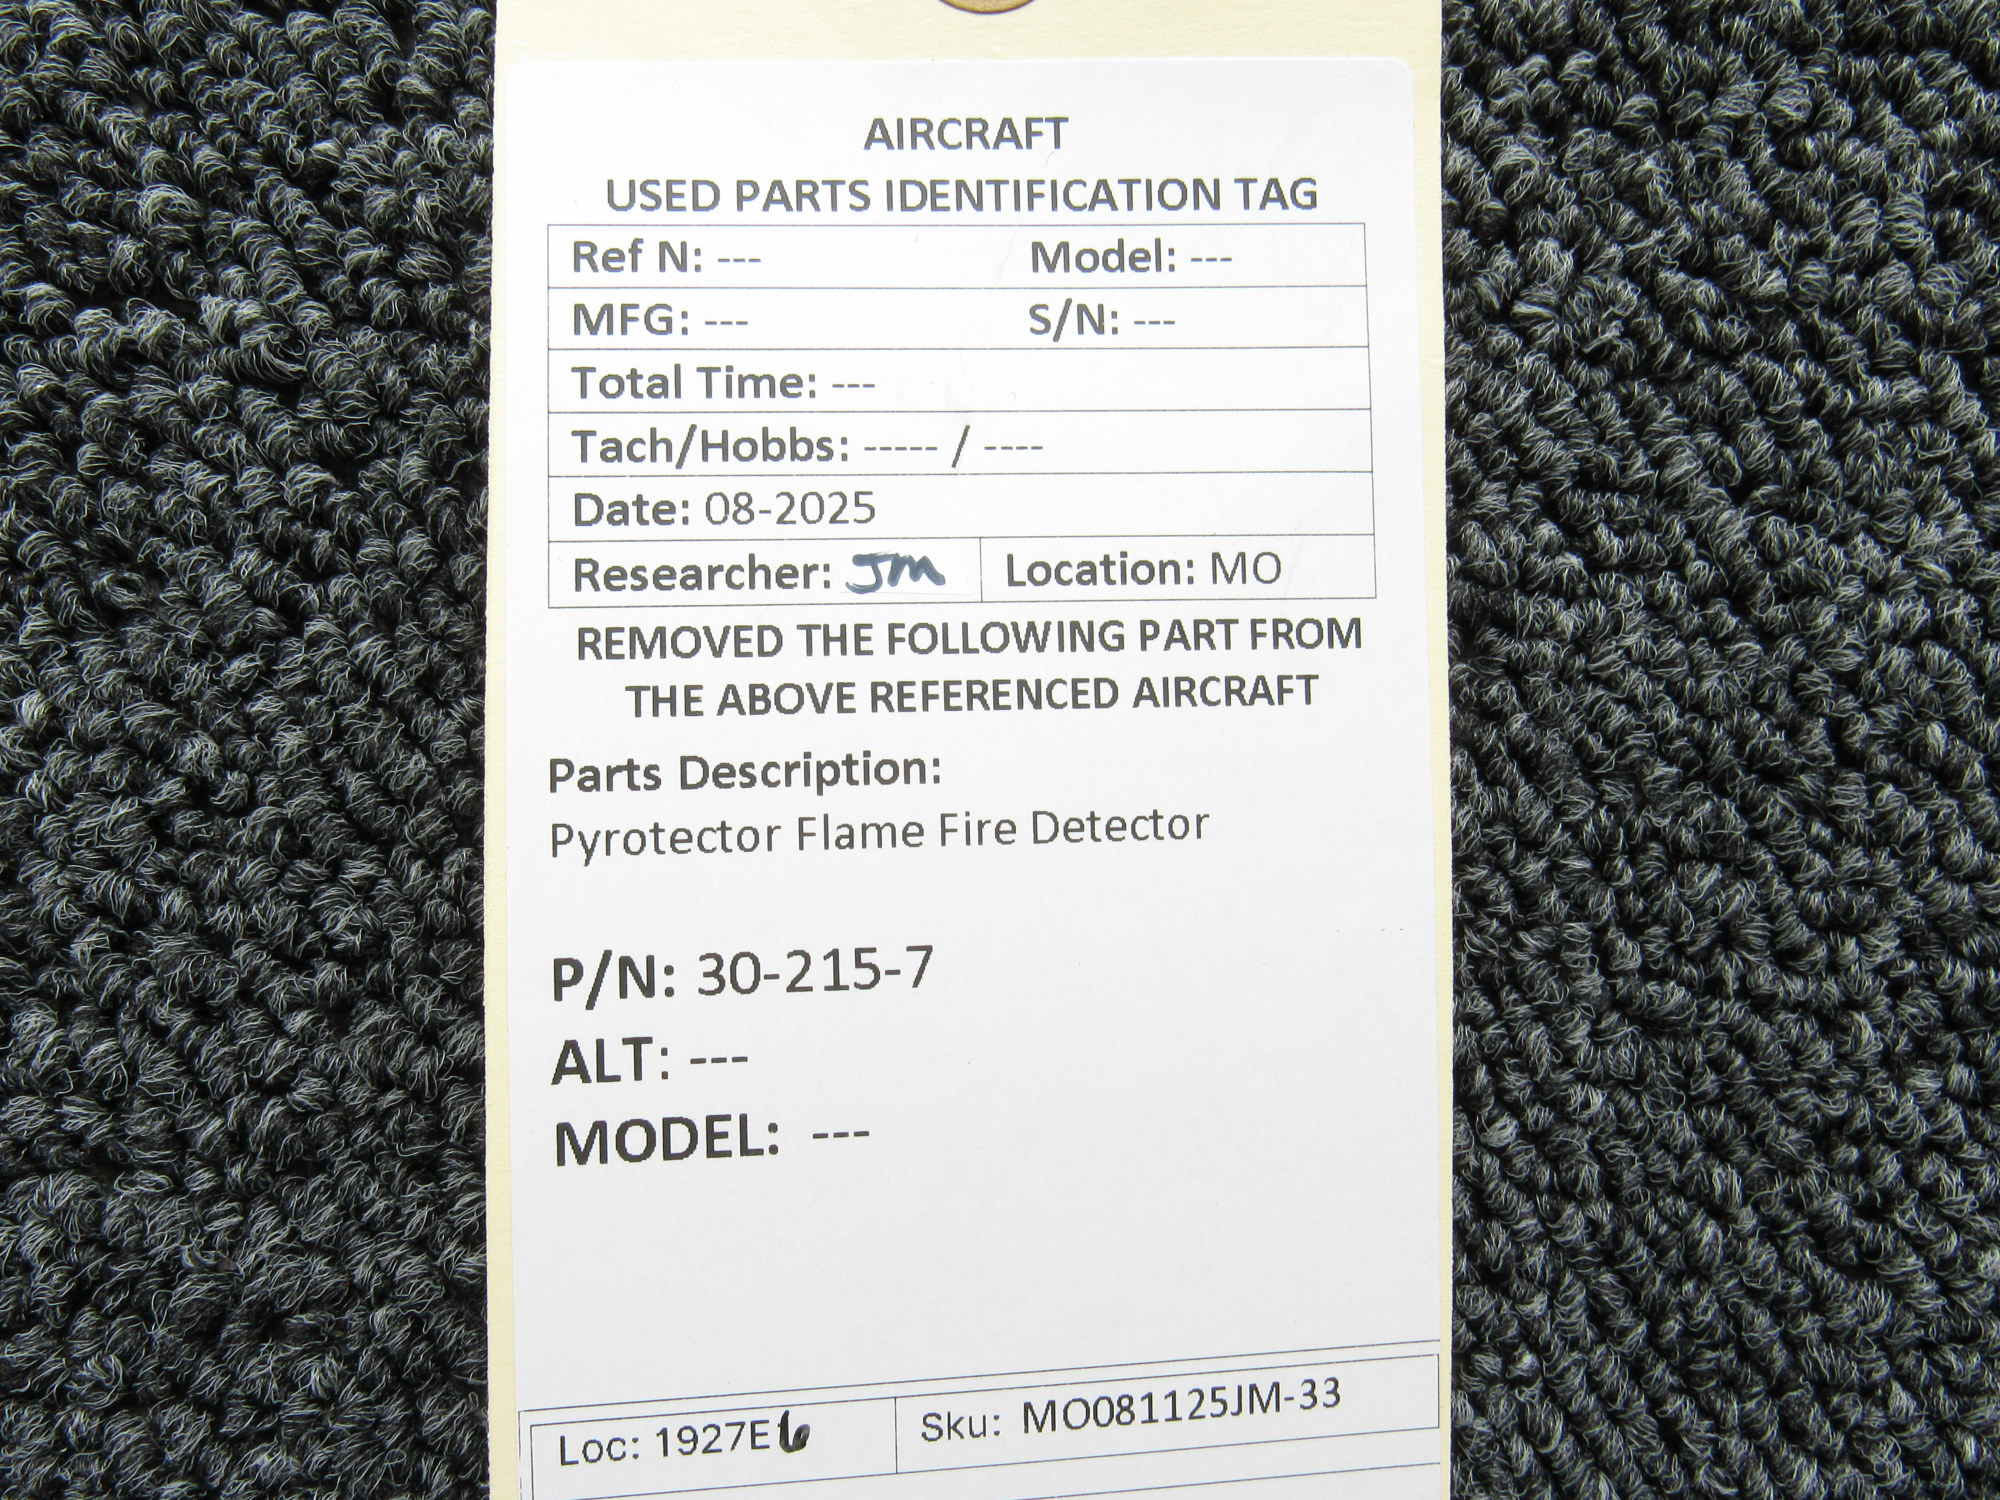 AIRCRAFT
USED PARTS IDENTIFICATION TAG
Ref N: --- Model: ---
MFG: --- S/N: ---
Total Time: ---
Tach/Hobbs: ----- / ----
Date: 08-2025
Researcher: JM Location: MO
REMOVED THE FOLLOWING PART FROM
THE ABOVE REFERENCED AIRCRAFT
Parts Description:
Pyrotector Flame Fire Detector
P/N: 30-215-7
ALT: ---
MODEL: ---
Loc: 1927E6 Sku: MO081125JM-33